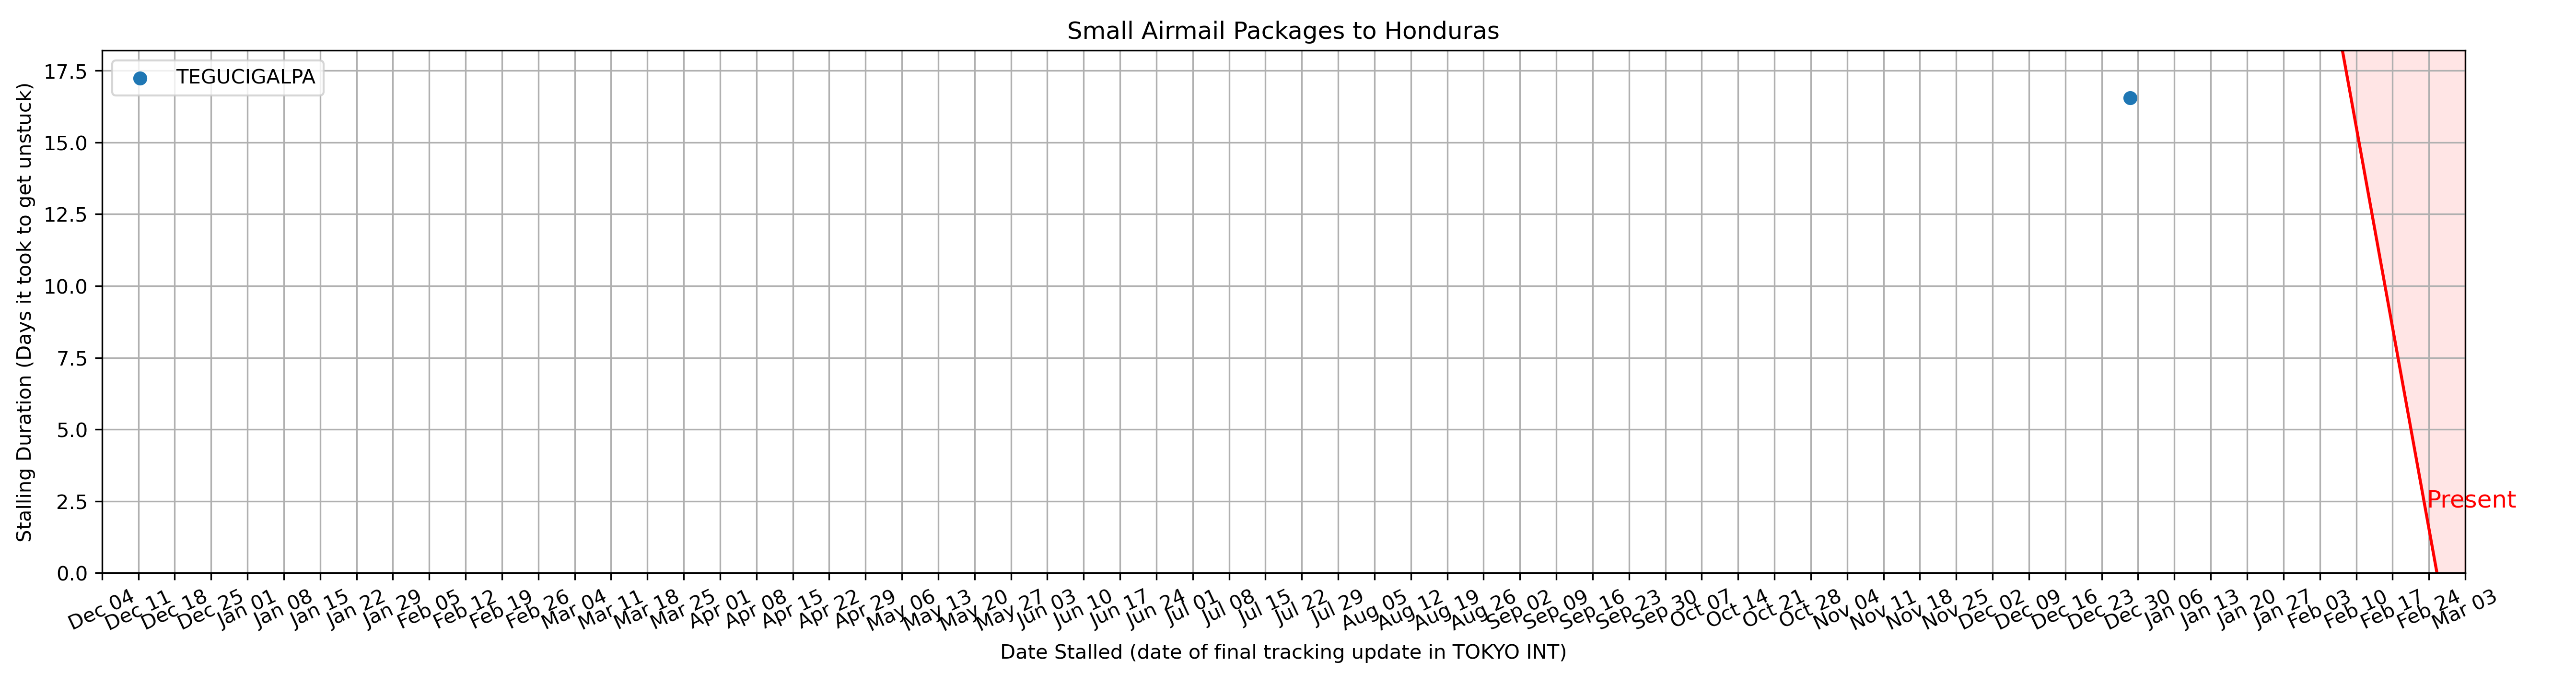 Small Airmail Packages to Honduras
TEGUCIGALPA
Stalling Duration (Days it took to get unstuck)
17.5
15.0
12.5
10.0
7.5
5.0
2.5
0.0
Present
Dec 04 Dec 11 Dec 18 Dec 25 Jan 01 Jan 08 Jan 15 Jan 22 Jan 29 Feb 05 Feb 12 Feb 19 Feb 26 Mar 04 Mar 11 Mar 18 Mar 25 Apr 01 Apr 08 Apr 15 Apr 22 Apr 29 May 06 May 13 May 20 May 27 Jun 03 Jun 10 Jun 17 Jun 24 Jul 01 Jul 08 Jul 15 Jul 22 Jul 29 Aug 05 Aug 12 Aug 19 Aug 26 Sep 02 Sep 09 Sep 16 Sep 23 Sep 30 Oct 07 Oct 14 Oct 21 Oct 28 Nov 04 Nov 11 Nov 18 Nov 25 Dec 02 Dec 09 Dec 16 Dec 23 Dec 30 Jan 06 Jan 13 Jan 20 Jan 27 Feb 03 Feb 10 Feb 17 Feb 24 Mar 03
Date Stalled (date of final tracking update in TOKYO INT)